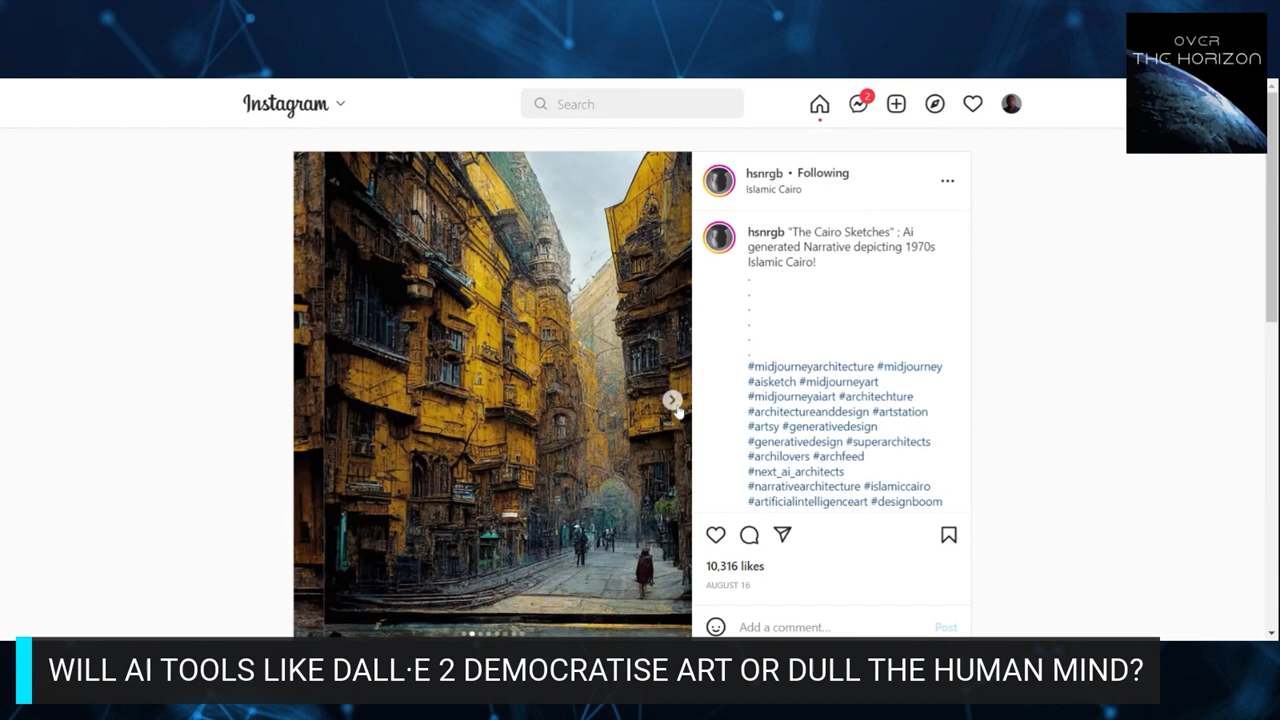 OVER
THE HORIZON
Instagram
Search
2
hsnrgb • Following
Islamic Cairo
hsnrgb "The Cairo Sketches" ; Ai
generated Narrative depicting 1970s
Islamic Cairo!
.
.
.
.
.
.
#midjourneyarchitecture #midjourney
#aisketch #midjourneyart
#midjourneyaiart #architechture
#architectureanddesign #artstation
#artsy #generativedesign
#generativedesign #superarchitects
#archilovers #archfeed
#next_ai_architects
#narrativearchitecture #islamiccairo
#artificialintelligenceart #designboom
10,316 likes
AUGUST 16
Add a comment... Post
WILL AI TOOLS LIKE DALL·E 2 DEMOCRATISE ART OR DULL THE HUMAN MIND?